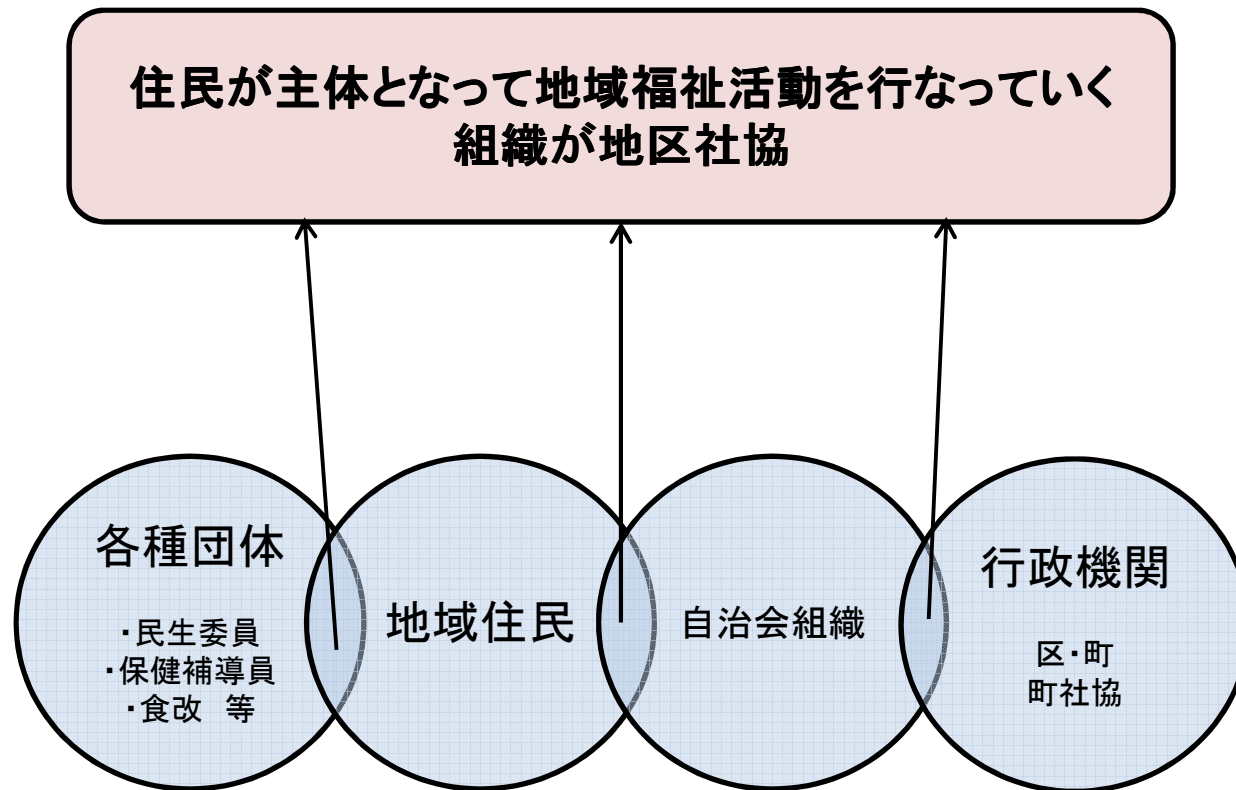 住民が主体となって地域福祉活動を行なっていく
組織が地区社協
各種団体
・民生委員
・保健補導員
・食改　等
地域住民
自治会組織
行政機関
区・町
町社協